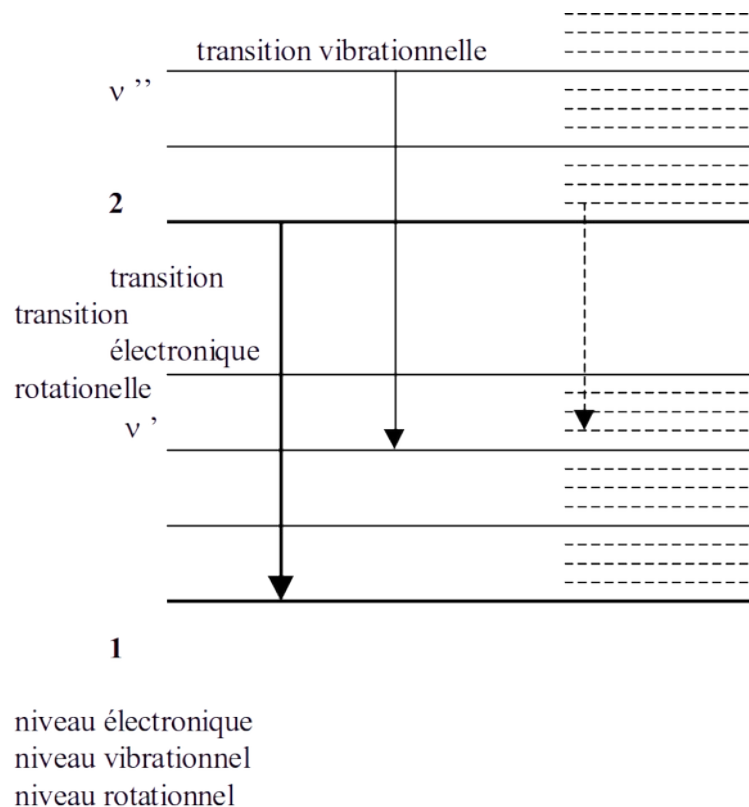 transition vibrationnelle
ν ’’
2
transition
transition
électronique
rotationelle
ν ’
1
niveau électronique
niveau vibrationnel
niveau rotationnel